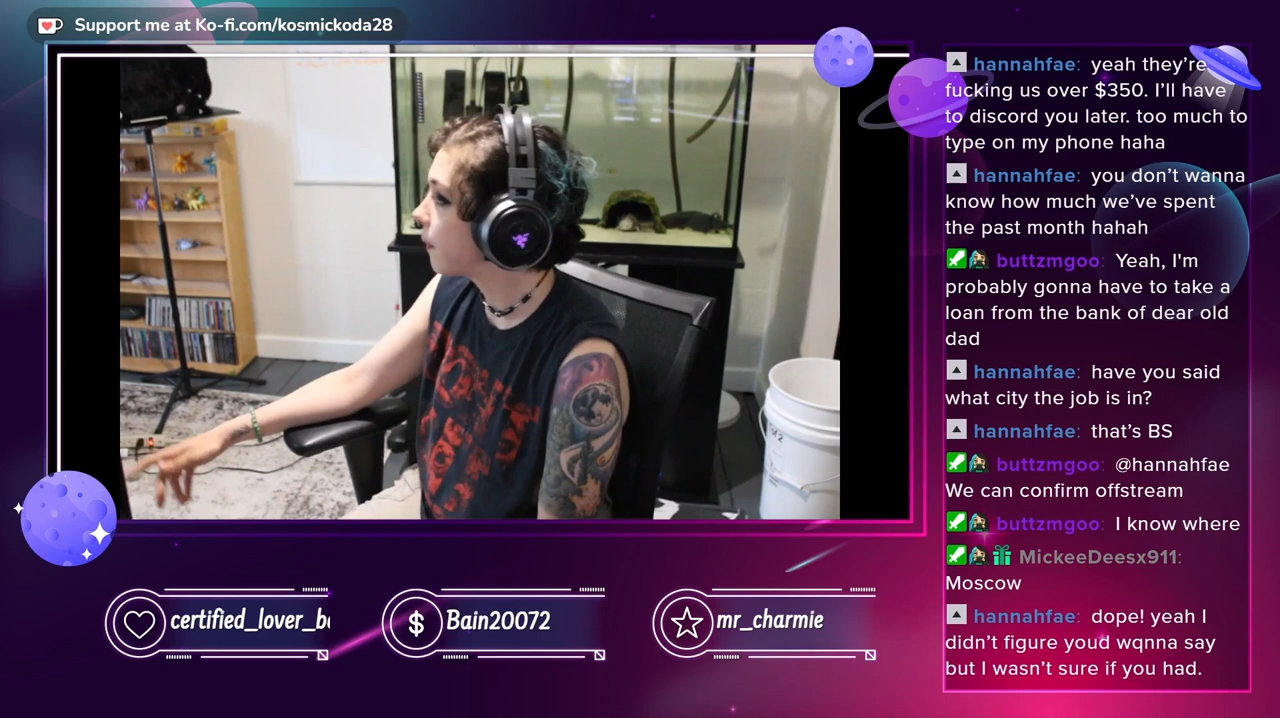 Support me at Ko-fi.com/kosmickoda28
hannahfae: yeah they're
fucking us over $350. I'll have
to discord you later. too much to
type on my phone haha
hannahfae: you don't wanna
know how much we've spent
the past month hahah
buttzmgoo: Yeah, I'm
probably gonna have to take a
loan from the bank of dear old
dad
hannahfae: have you said
what city the job is in?
hannahfae: that's BS
buttzmgoo: @hannahfae
We can confirm offstream
buttzmgoo: I know where
MickeeDeesx911:
Moscow
hannahfae: dope! yeah I
didn't figure youd wqnna say
but I wasn't sure if you had.
certified_lover_b
Bain20072
mr_charmie